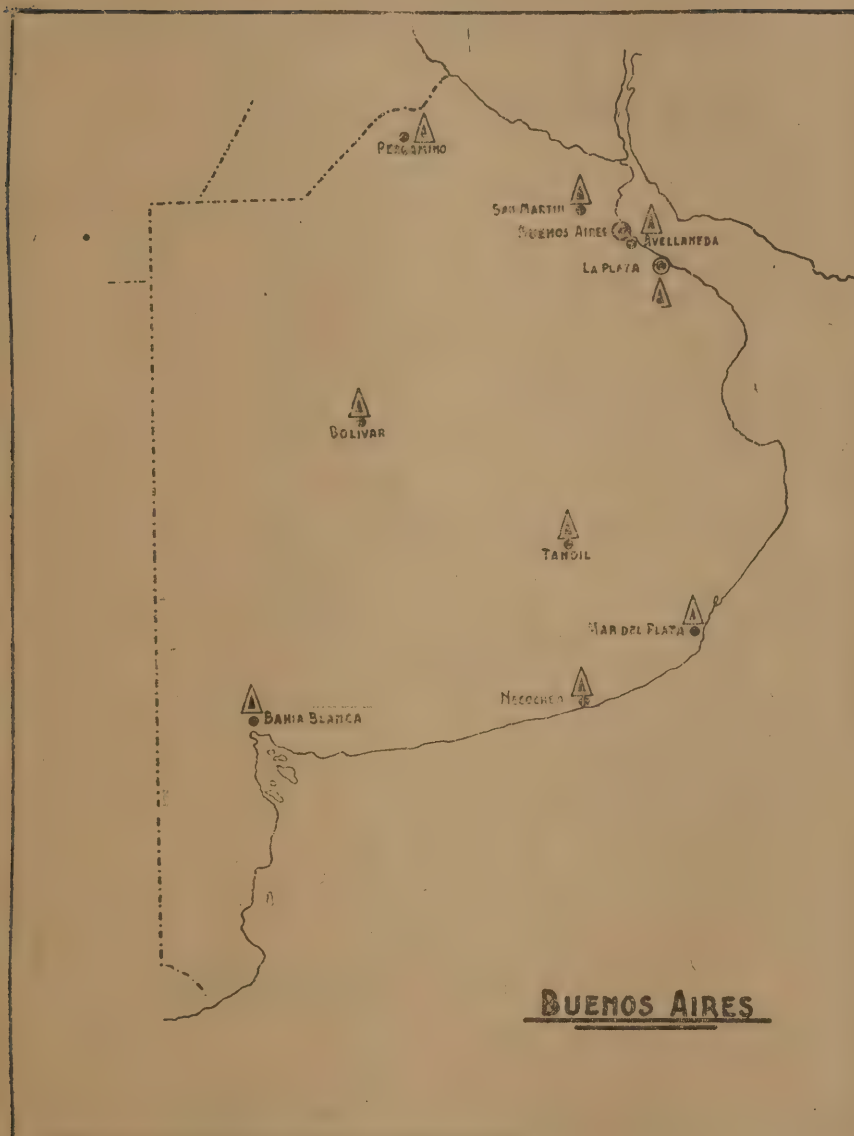 PERGAMINO
SAN MARTIN
BUENOS AIRES
AVELLANEDA
LA PLATA
BOLIVAR
TANDIL
MAR DEL PLATA
NECOCHEA
BAHIA BLANCA
BUENOS AIRES